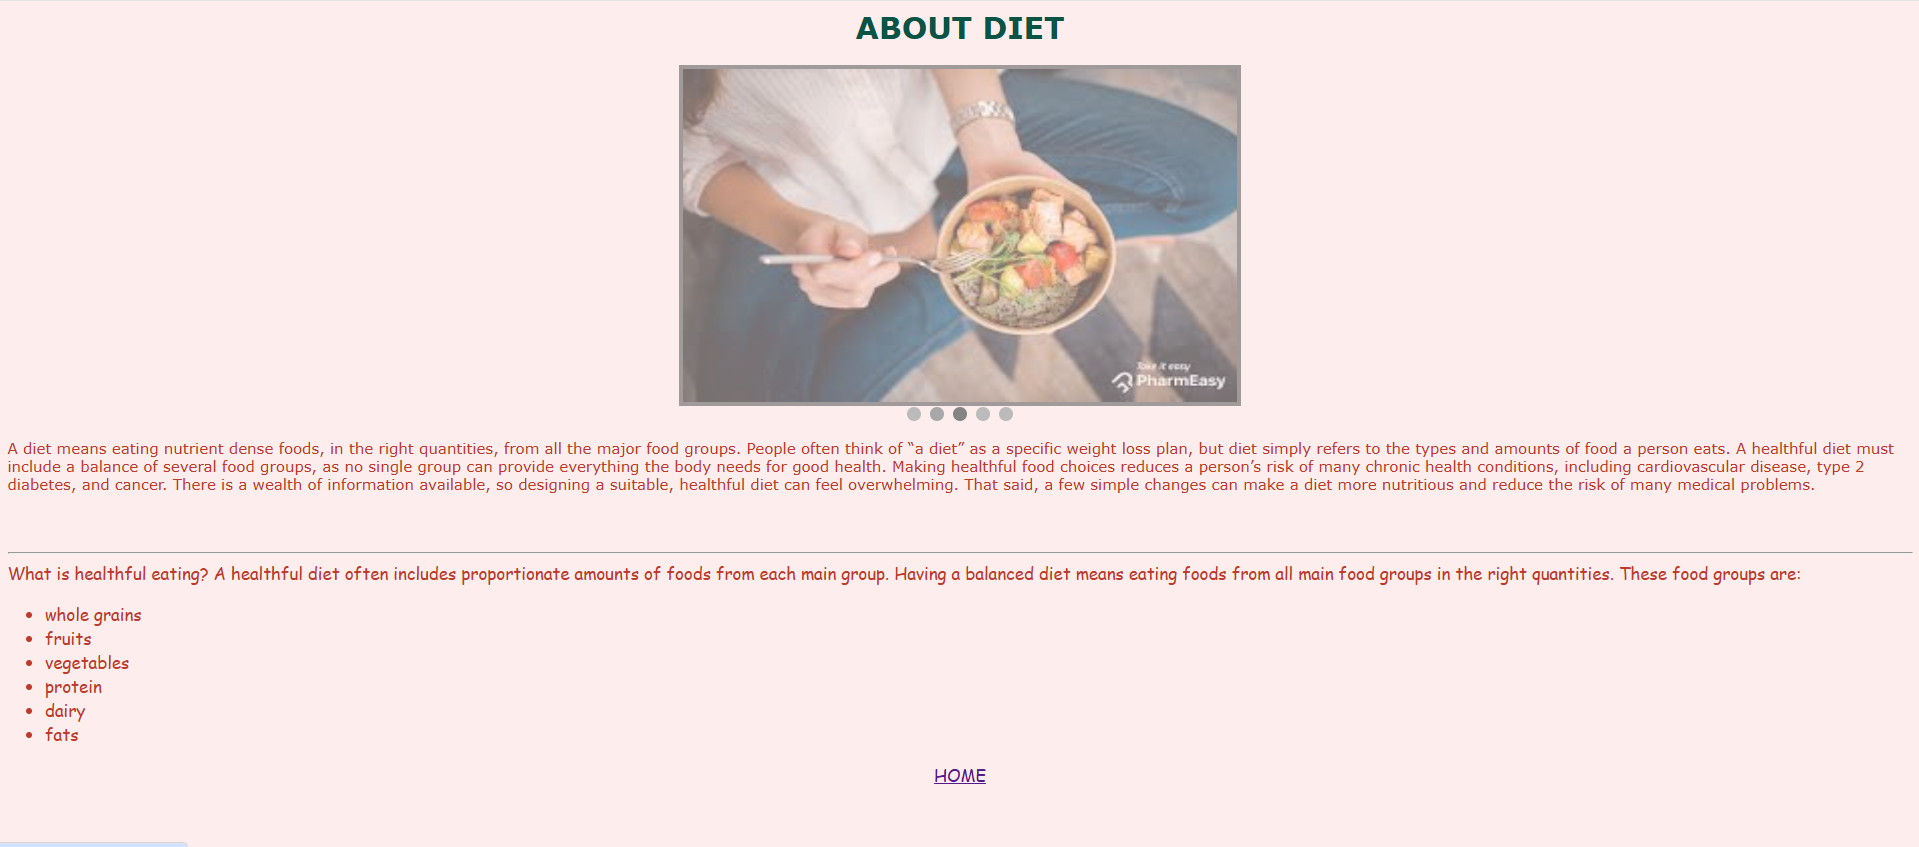 ABOUT DIET
Take it easy
PharmEasy
A diet means eating nutrient dense foods, in the right quantities, from all the major food groups. People often think of “a diet” as a specific weight loss plan, but diet simply refers to the types and amounts of food a person eats. A healthful diet must
include a balance of several food groups, as no single group can provide everything the body needs for good health. Making healthful food choices reduces a person’s risk of many chronic health conditions, including cardiovascular disease, type 2
diabetes, and cancer. There is a wealth of information available, so designing a suitable, healthful diet can feel overwhelming. That said, a few simple changes can make a diet more nutritious and reduce the risk of many medical problems.
What is healthful eating? A healthful diet often includes proportionate amounts of foods from each main group. Having a balanced diet means eating foods from all main food groups in the right quantities. These food groups are:
whole grains
fruits
vegetables
protein
dairy
fats
HOME